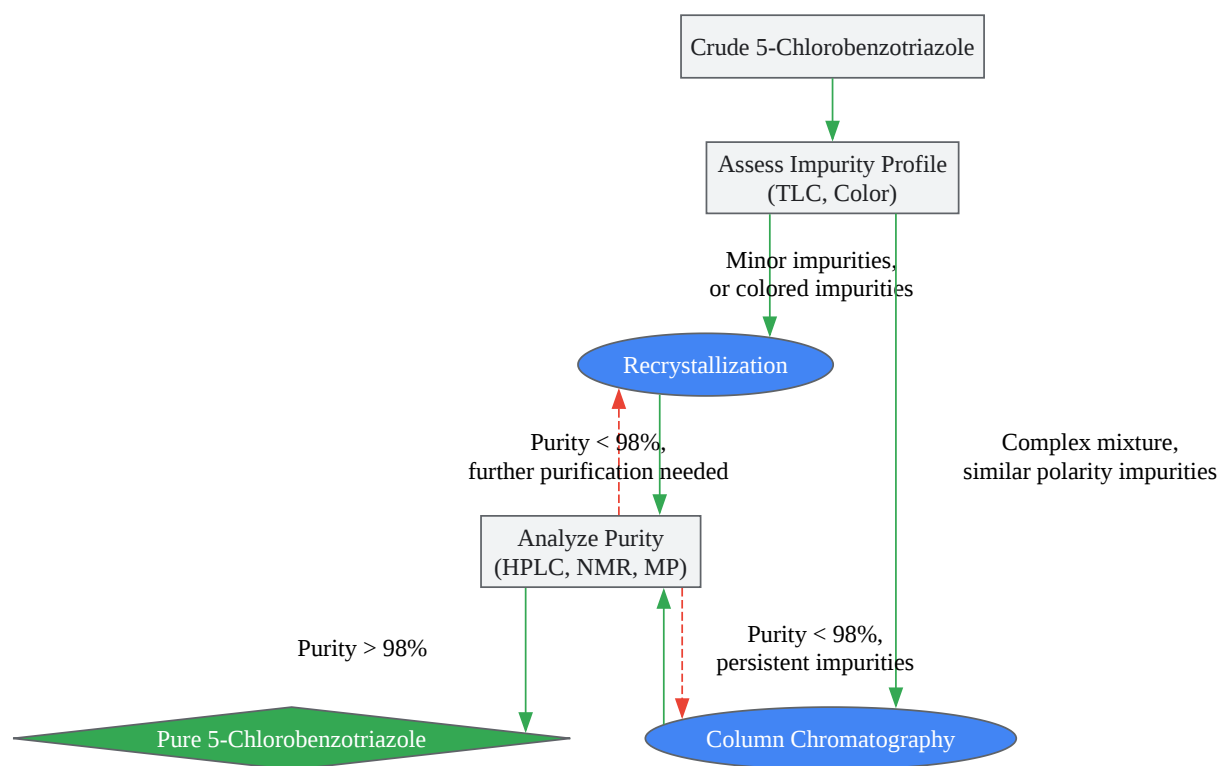 Crude 5-Chlorobenzotriazole
Assess Impurity Profile
(TLC, Color)
Minor impurities,
or colored impurities
Recrystallization
Purity < 98%,
further purification needed
Complex mixture,
similar polarity impurities
Analyze Purity
(HPLC, NMR, MP)
Purity > 98%
Purity < 98%,
persistent impurities
Pure 5-Chlorobenzotriazole
Column Chromatography